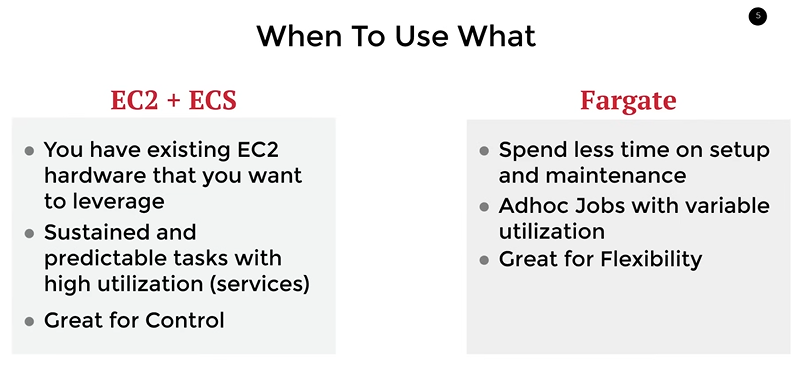 5
When To Use What
EC2 + ECS
● You have existing EC2
hardware that you want
to leverage
● Sustained and
predictable tasks with
high utilization (services)
● Great for Control
Fargate
● Spend less time on setup
and maintenance
● Adhoc Jobs with variable
utilization
● Great for Flexibility